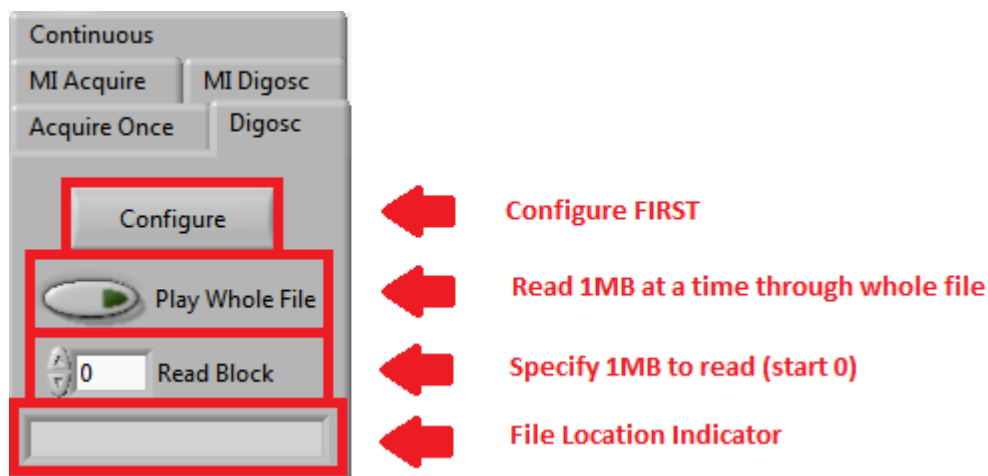 Continuous
MI Acquire MI Digosc
Acquire Once Digosc
Configure
Configure FIRST
Play Whole File
Read 1MB at a time through whole file
0 Read Block
Specify 1MB to read (start 0)
File Location Indicator